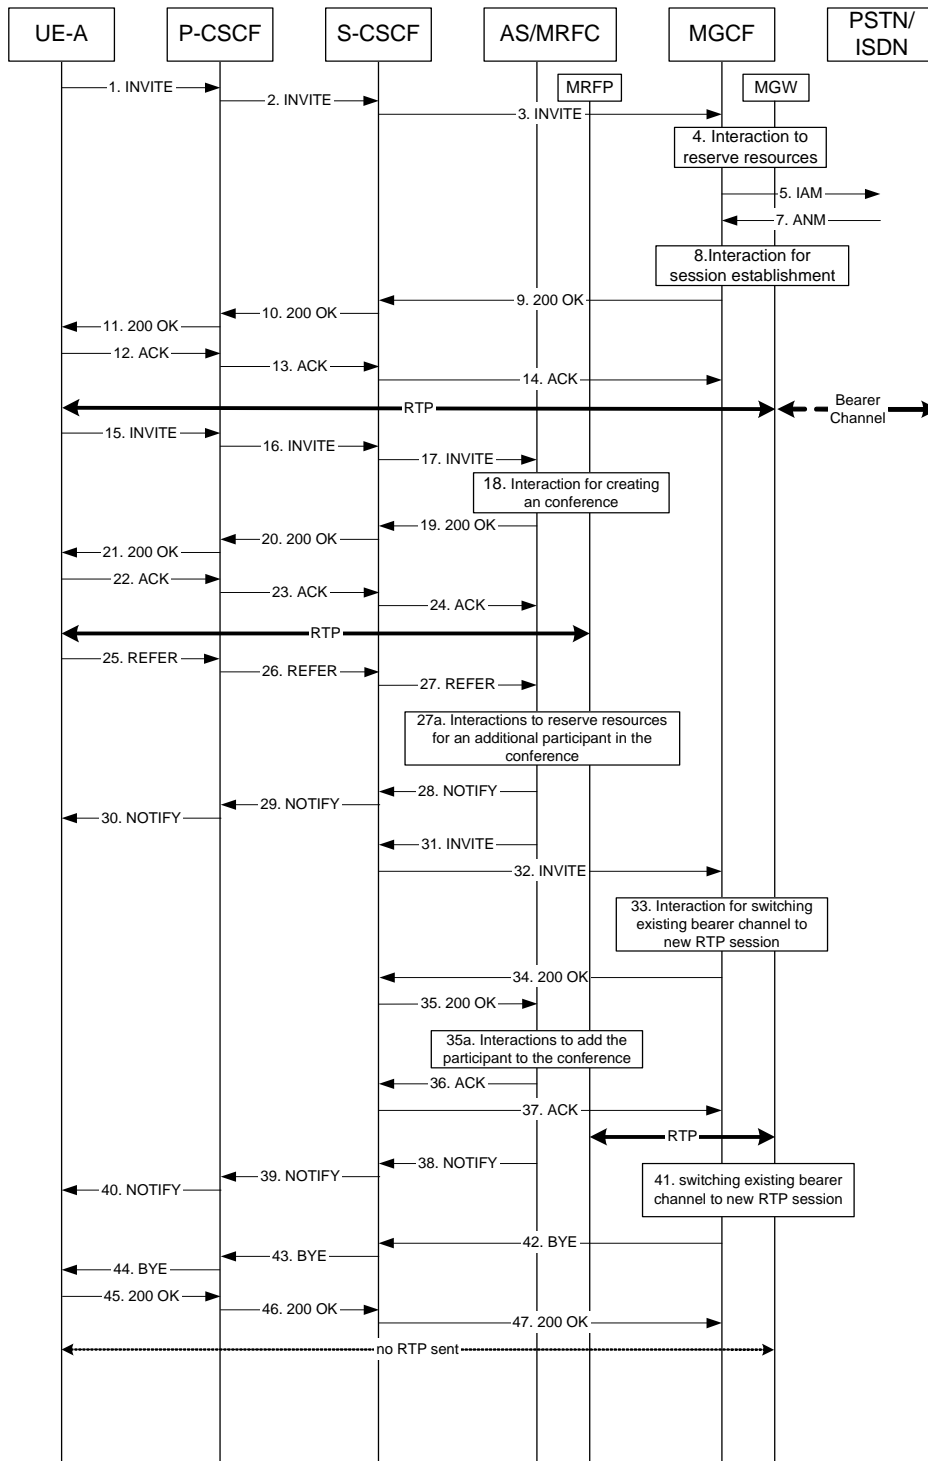 UE-A
P-CSCF
S-CSCF
AS/MRFC
MGCF
PSTN/
ISDN
MRFP
MGW
1. INVITE
2. INVITE
3. INVITE
4. Interaction to
reserve resources
5. IAM
7. ANM
8.Interaction for
session establishment
9. 200 OK
10. 200 OK
11. 200 OK
12. ACK
13. ACK
14. ACK
RTP
Bearer
Channel
15. INVITE
16. INVITE
17. INVITE
18. Interaction for creating
an conference
19. 200 OK
20. 200 OK
21. 200 OK
22. ACK
23. ACK
24. ACK
RTP
25. REFER
26. REFER
27. REFER
27a. Interactions to reserve resources
for an additional participant in the
conference
28. NOTIFY
29. NOTIFY
30. NOTIFY
31. INVITE
32. INVITE
33. Interaction for switching
existing bearer channel to
new RTP session
34. 200 OK
35. 200 OK
35a. Interactions to add the
participant to the conference
36. ACK
37. ACK
RTP
38. NOTIFY
39. NOTIFY
40. NOTIFY
41. switching existing bearer
channel to new RTP session
42. BYE
43. BYE
44. BYE
45. 200 OK
46. 200 OK
47. 200 OK
no RTP sent